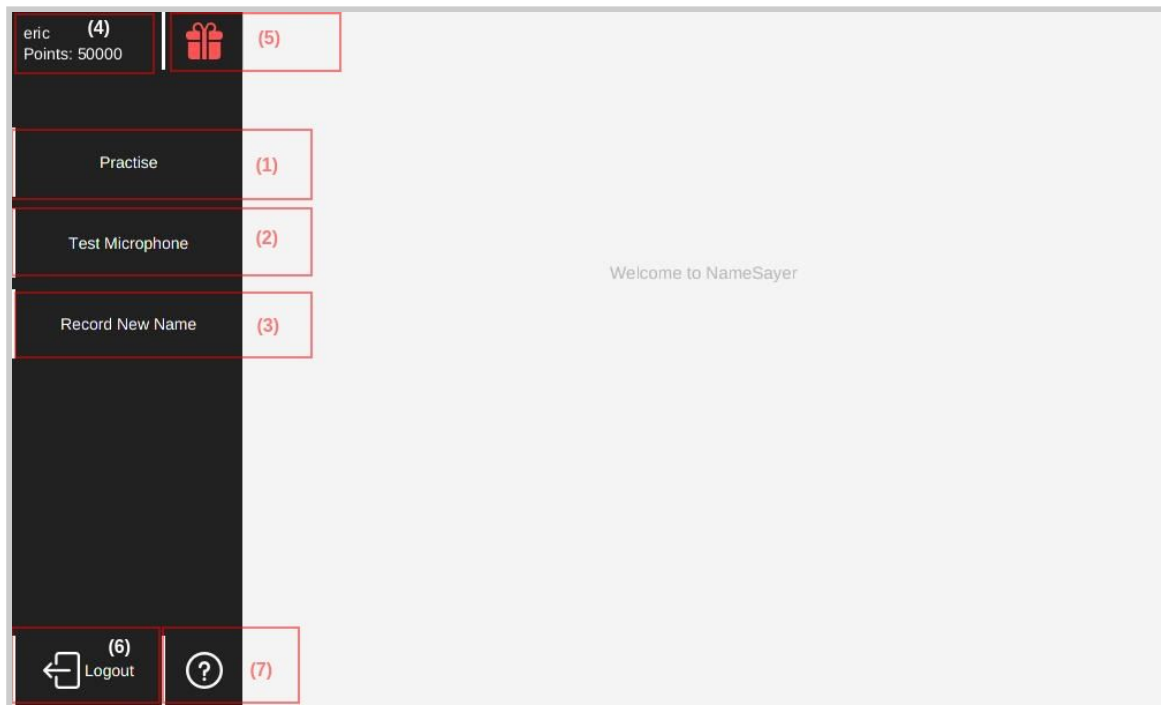 eric (4)
Points: 50000
(5)
Practise (1)
Test Microphone (2)
Record New Name (3)
Welcome to NameSayer
(6)
Logout
? (7)